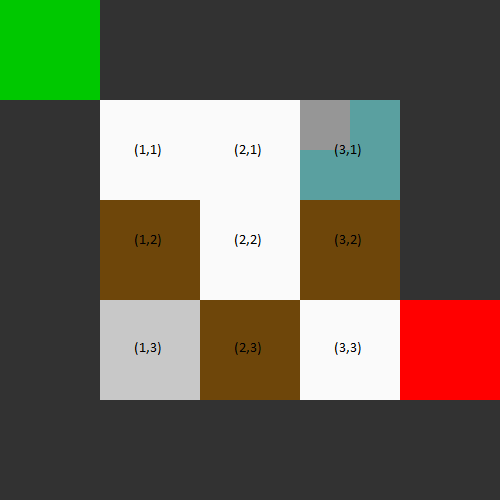 (1,1) (2,1) (3,1)
(1,2) (2,2) (3,2)
(1,3) (2,3) (3,3)